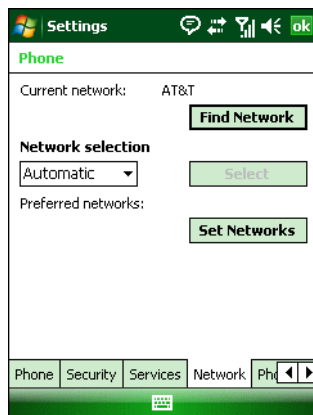 Settings ok
Phone
Current network: AT&T
Find Network
Network selection
Automatic Select
Preferred networks:
Set Networks
Phone Security Services Network Pho